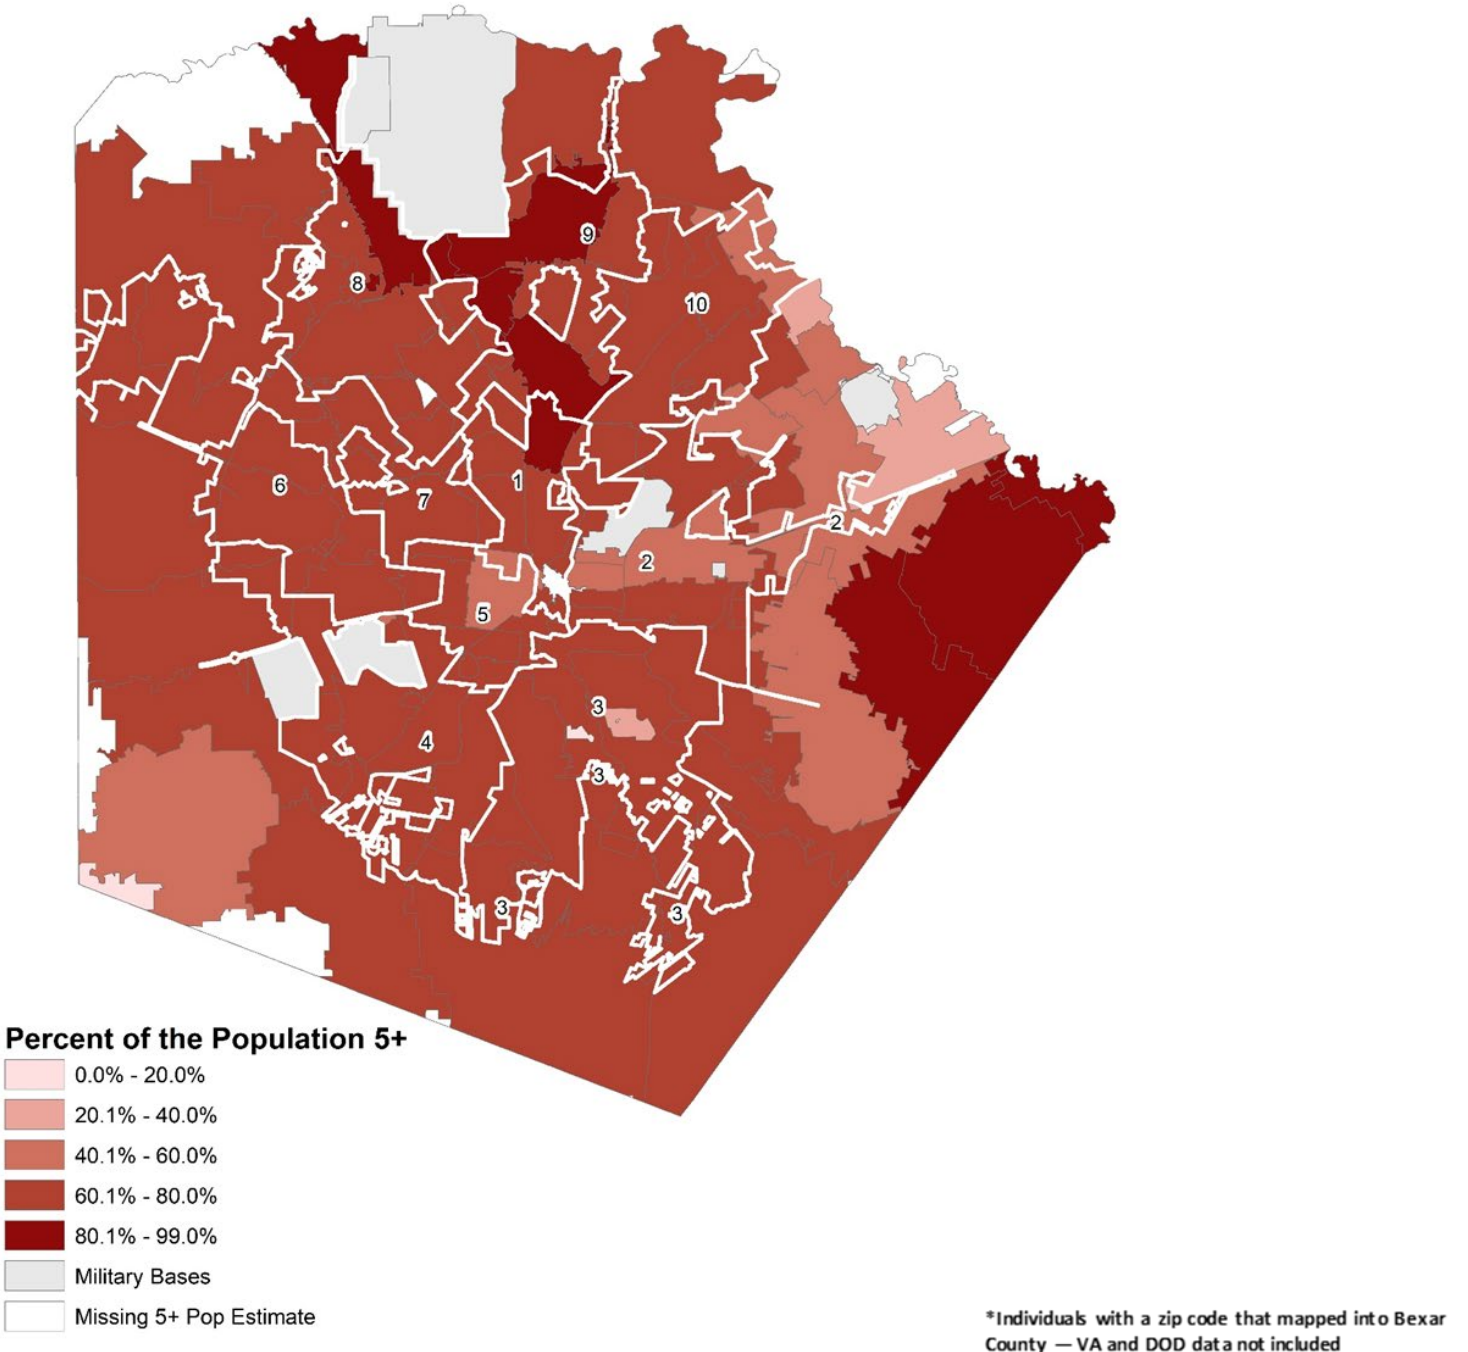 9
8
10
6
7
1
2
2
5
3
4
3
3
3
Percent of the Population 5+
0.0% - 20.0%
20.1% - 40.0%
40.1% - 60.0%
60.1% - 80.0%
80.1% - 99.0%
Military Bases
Missing 5+ Pop Estimate
*Individuals with a zip code that mapped into Bexar
County — VA and DOD data not included